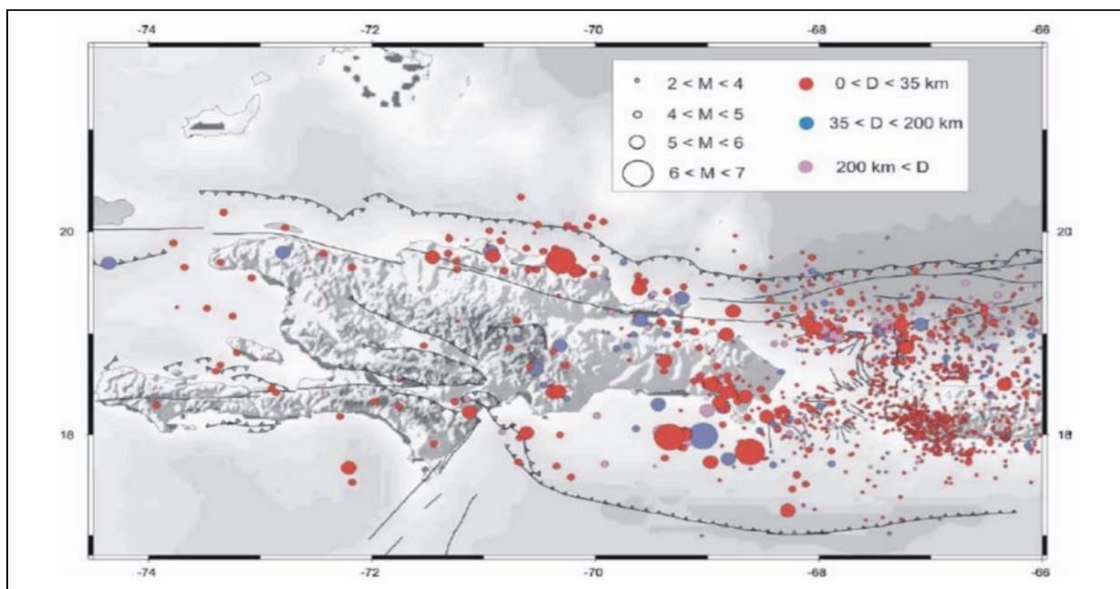 -74 -72 -70 -68 -66
2 < M < 4 0 < D < 35 km
4 < M < 5 35 < D < 200 km
5 < M < 6 200 km < D
6 < M < 7
20 20
18 18
-74 -72 -70 -68 -66